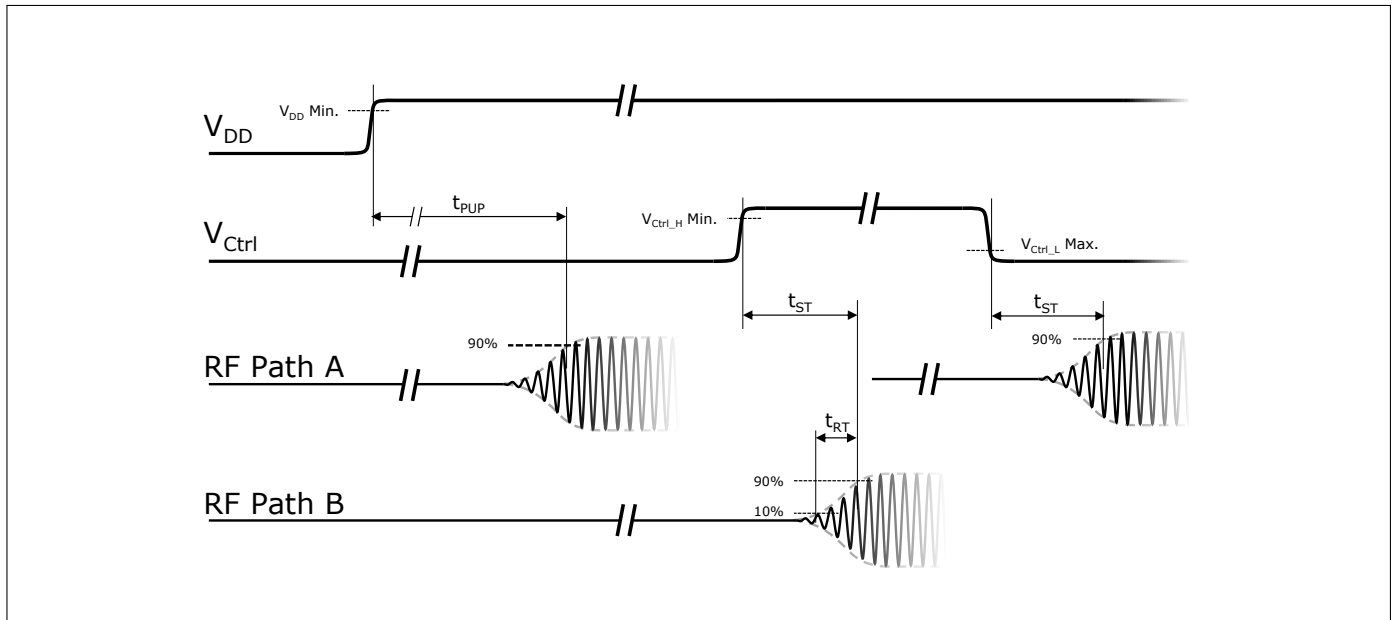 V_DD Min.
V_DD
t_PUP
V_Ctrl_H Min.
V_Ctrl
V_Ctrl_L Max.
t_ST
t_ST
90%
90%
RF Path A
t_RT
90%
RF Path B
10%